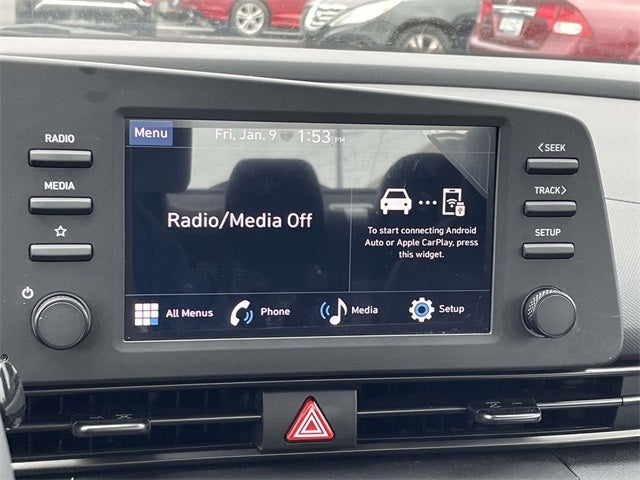 RADIO
MEDIA
Menu
Fri, Jan. 9
1:53 PM
Radio/Media Off
To start connecting Android
Auto or Apple CarPlay, press
this widget.
All Menus
Phone
Media
Setup
<SEEK
TRACK>
SETUP